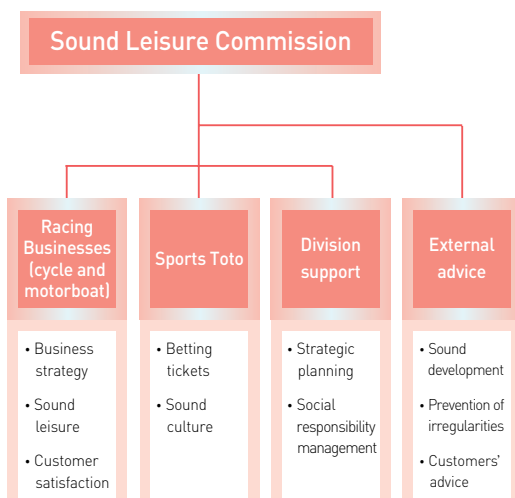 Sound Leisure Commission
Racing
Businesses
(cycle and
motorboat)
• Business
strategy
• Sound
leisure
• Customer
satisfaction
Sports Toto
• Betting
tickets
• Sound
culture
Division
support
• Strategic
planning
• Social
responsibility
management
External
advice
• Sound
development
• Prevention of
irregularities
• Customers’
advice